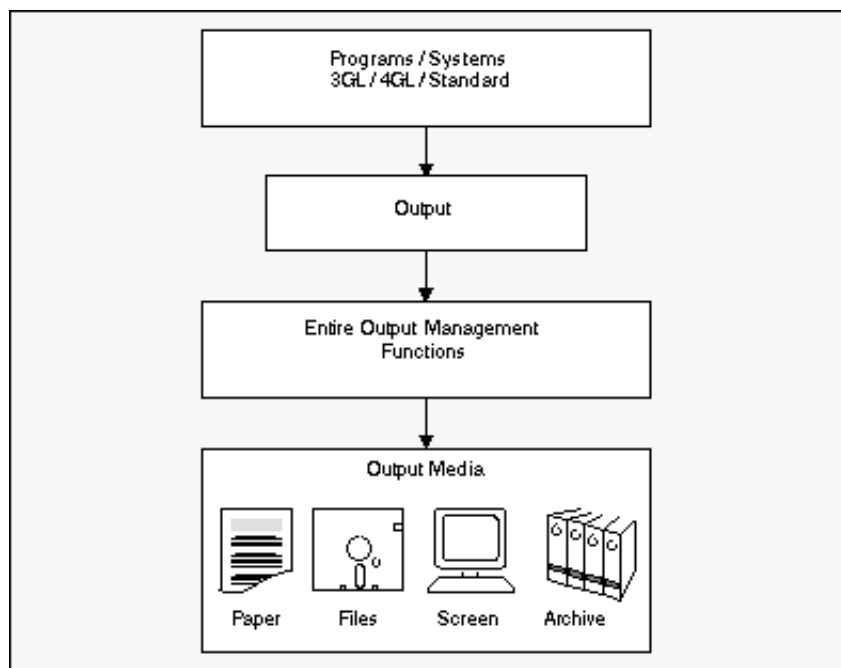 Programs / Systems
3GL / 4GL / Standard
Output
Entire Output Management
Functions
Output Media
Paper Files Screen Archive